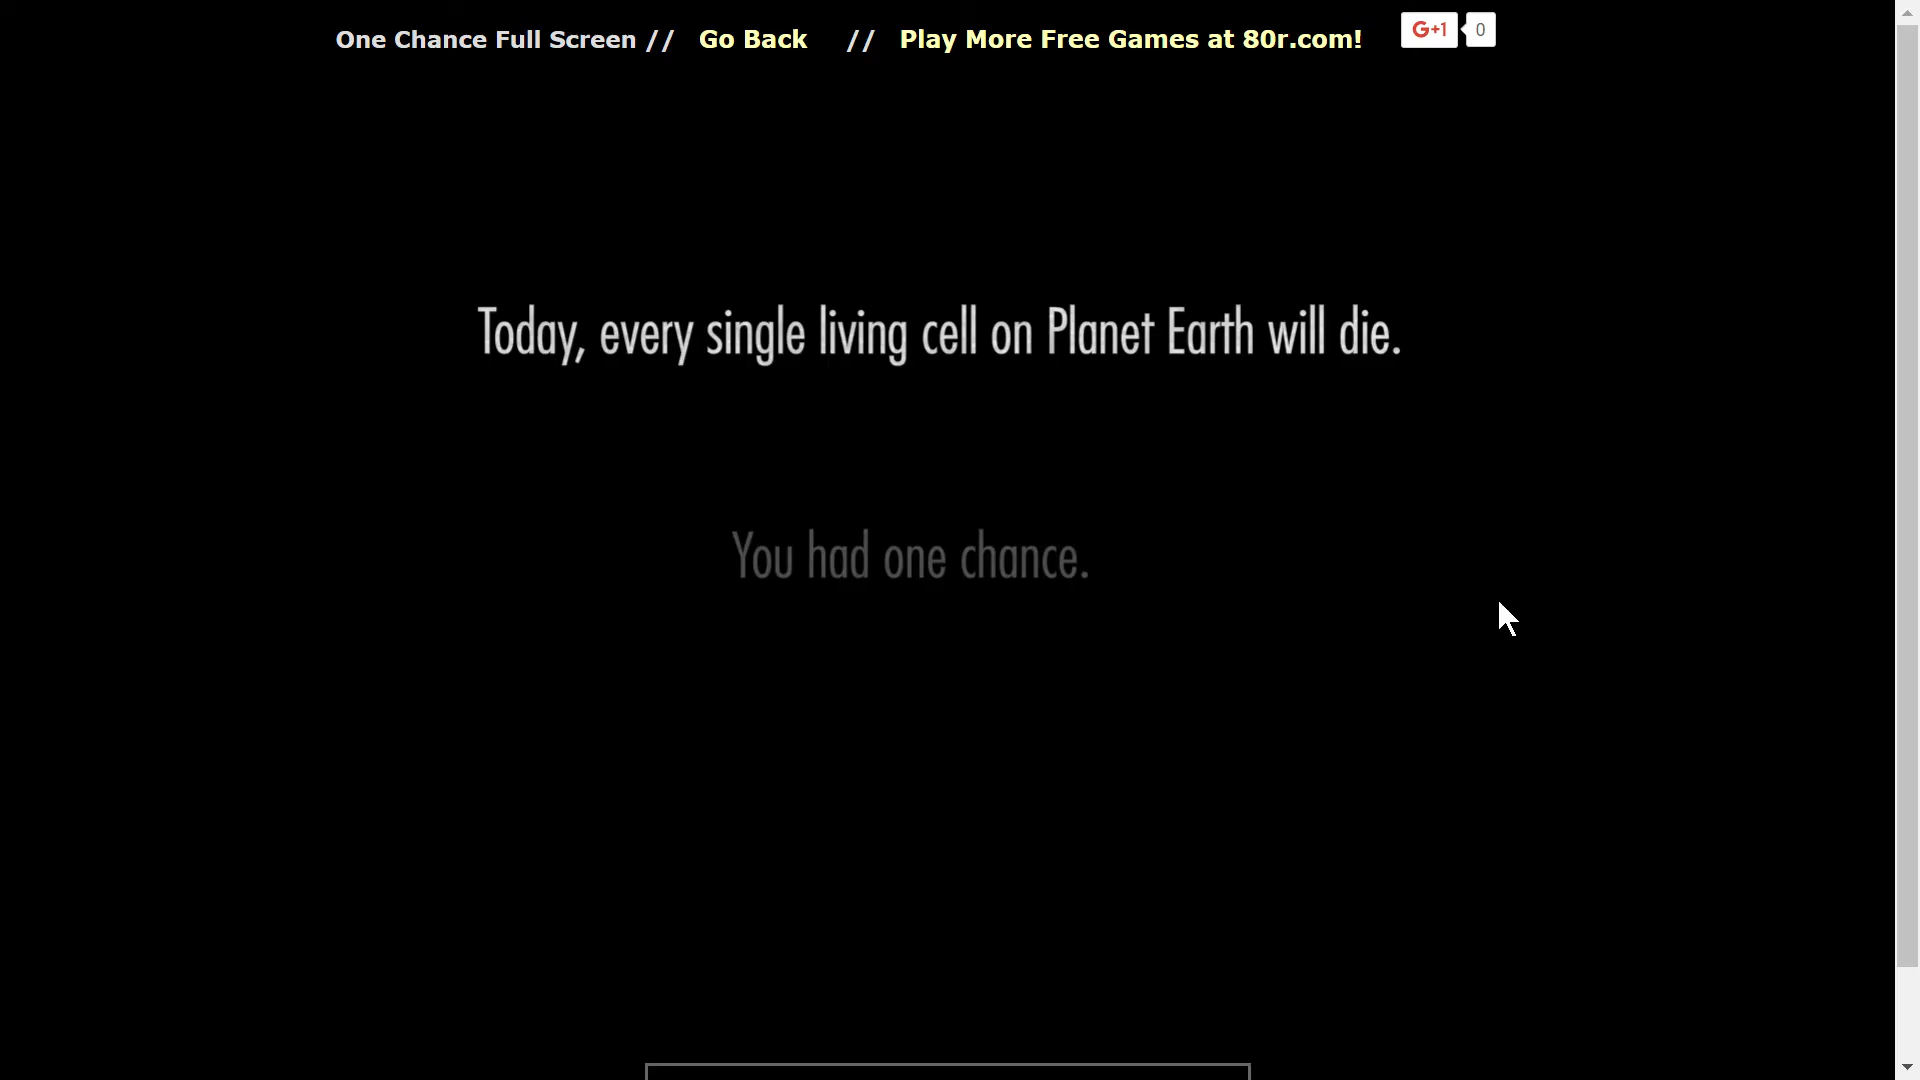 One Chance Full Screen // Go Back // Play More Free Games at 80r.com! G+1 0
Today, every single living cell on Planet Earth will die.
You had one chance.